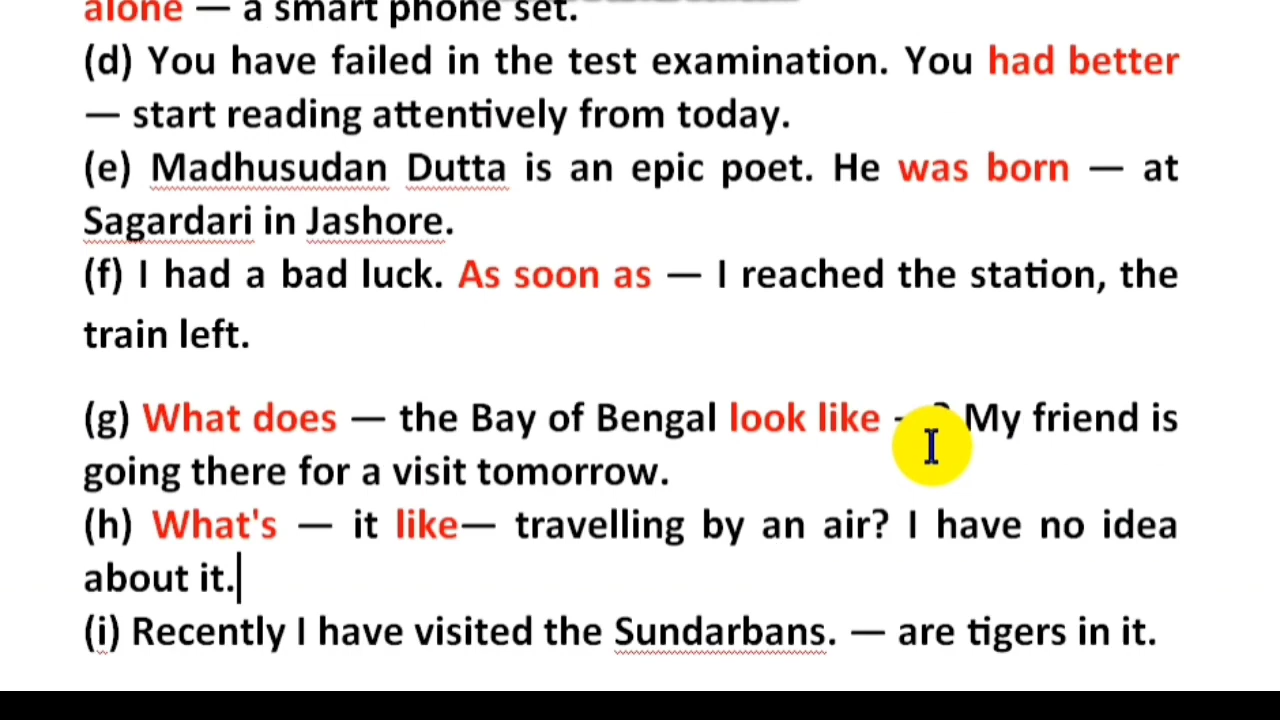 alone — a smart phone set.
(d) You have failed in the test examination. You had better
— start reading attentively from today.
(e) Madhusudan Dutta is an epic poet. He was born — at
Sagardari in Jashore.
(f) I had a bad luck. As soon as — I reached the station, the
train left.
(g) What does — the Bay of Bengal look like —? My friend is
going there for a visit tomorrow.
(h) What's — it like— travelling by an air? I have no idea
about it.
(i) Recently I have visited the Sundarbans. — are tigers in it.